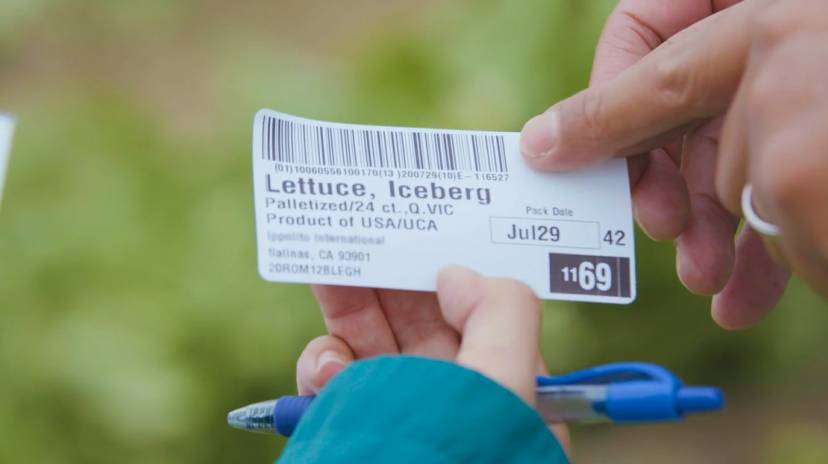 (01)10060556100170(13)200729(10)E-116527
Lettuce, Iceberg
Palletized/24 ct.,Q.VIC
Product of USA/UCA
Ippolito International
Salinas, CA 93901
20ROM12BLEGH
Pack Date
Jul29 42
1169